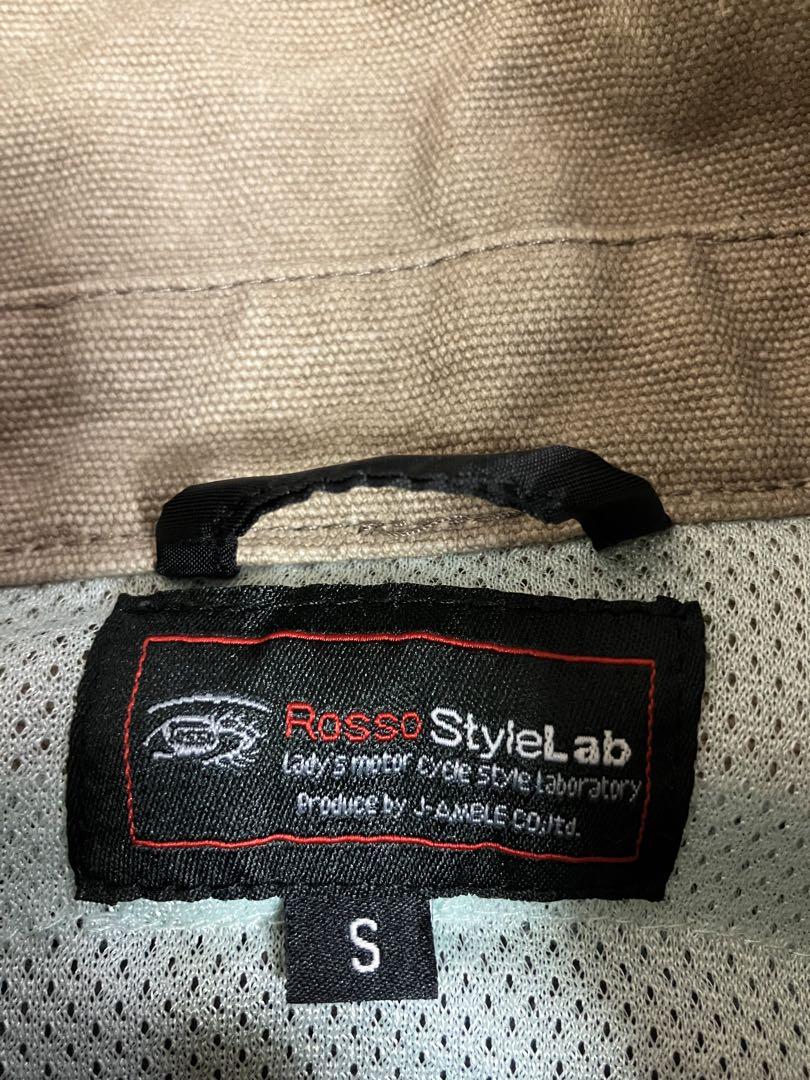 Rosso StyleLab
Lady's motor cycle style Laboratory
Produce by J-AMBLE CO.,ltd.
S